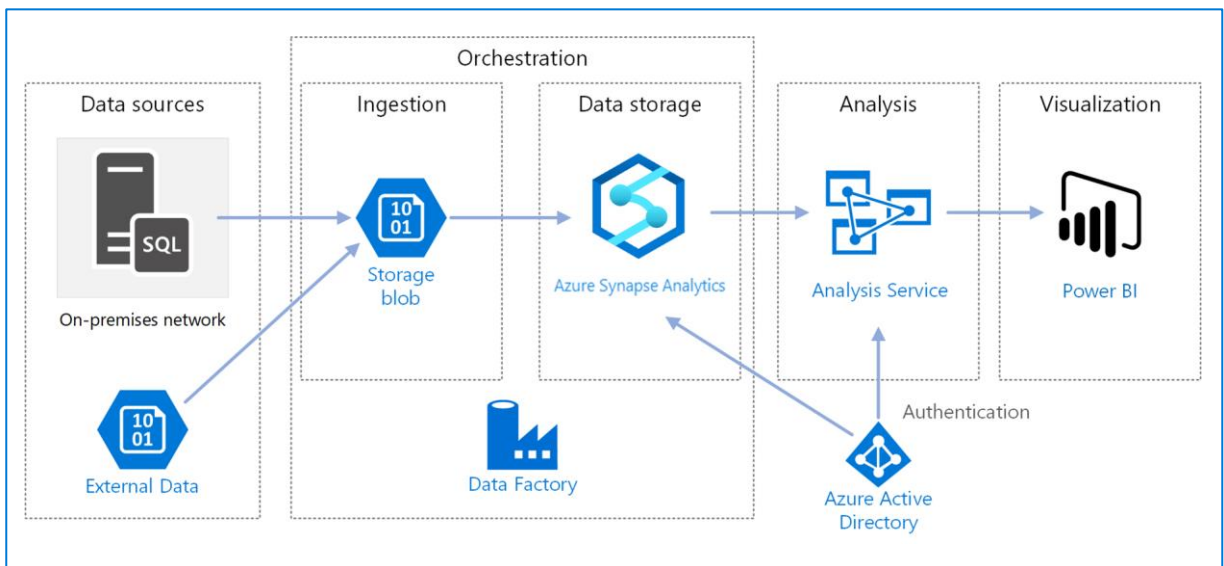 Orchestration
Data sources
Ingestion
Data storage
Analysis
Visualization
10
01
SQL
Storage
blob
Azure Synapse Analytics
Analysis Service
Power BI
On-premises network
10
01
External Data
Data Factory
Authentication
Azure Active
Directory